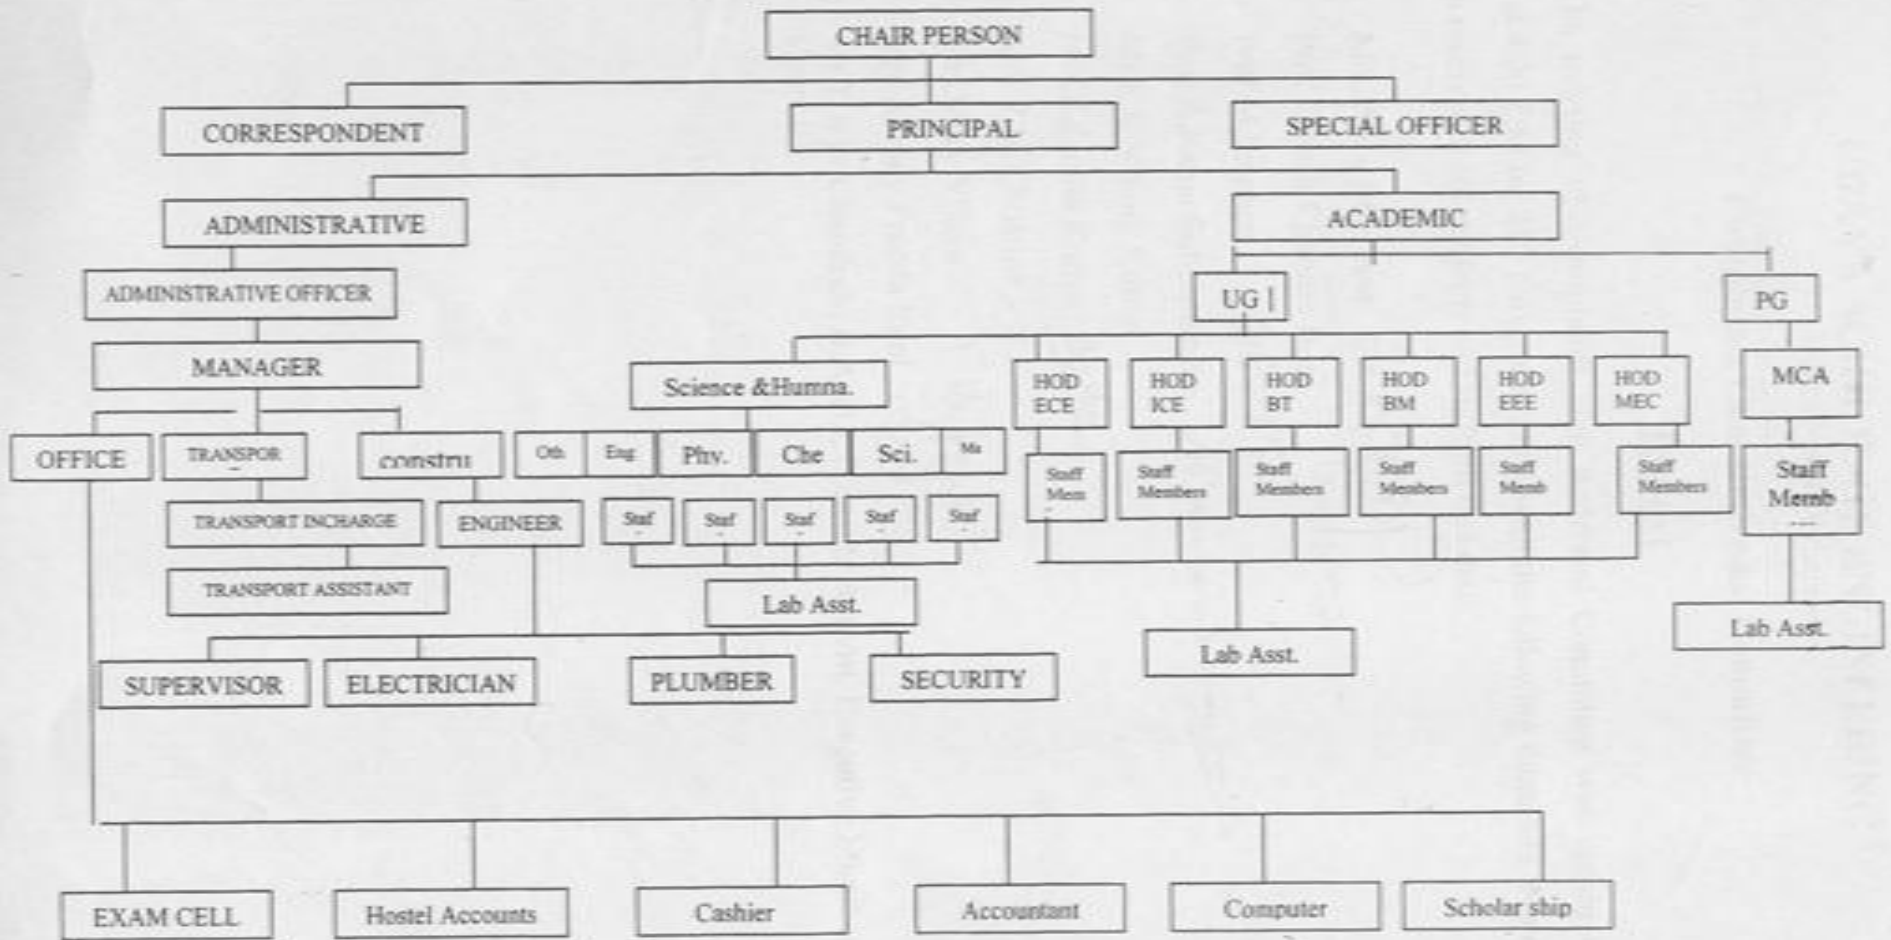 CHAIR PERSON
CORRESPONDENT
PRINCIPAL
SPECIAL OFFICER
ADMINISTRATIVE
ACADEMIC
ADMINISTRATIVE OFFICER
UG |
PG
MANAGER
Science &Humna.
HOD
ECE
HOD
ICE
HOD
BT
HOD
BM
HOD
EEE
HOD
MEC
MCA
OFFICE
TRANSPOR
constru
Oth
Eng
Phy.
Che
Sci.
Ma
Staff
Mem
Staff
Members
Staff
Members
Staff
Members
Staff
Memb
Staff
Members
Staff
Memb
TRANSPORT INCHARGE
ENGINEER
Staf
Staf
Staf
Staf
Staf
TRANSPORT ASSISTANT
Lab Asst.
Lab Asst.
Lab Asst.
SUPERVISOR
ELECTRICIAN
PLUMBER
SECURITY
EXAM CELL
Hostel Accounts
Cashier
Accountant
Computer
Scholar ship